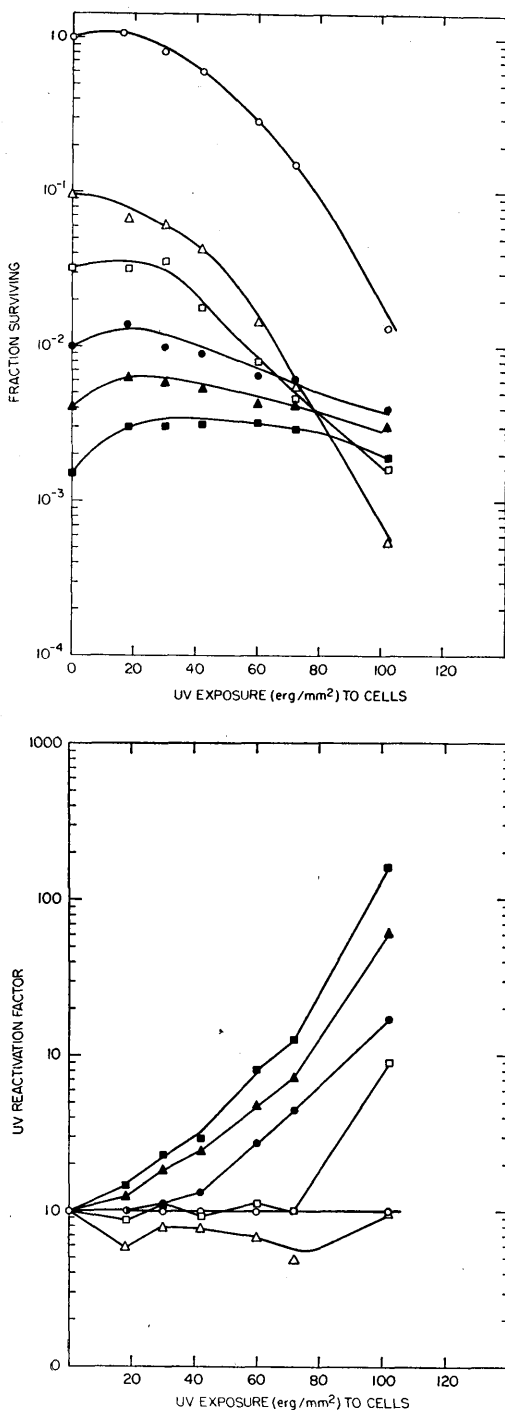 1.0
10⁻¹
10⁻²
10⁻³
10⁻⁴
FRACTION SURVIVING
0 20 40 60 80 100 120
UV EXPOSURE (erg/mm²) TO CELLS
1000
100
10
1.0
0
UV REACTIVATION FACTOR
0 20 40 60 80 100 120
UV EXPOSURE (erg/mm²) TO CELLS